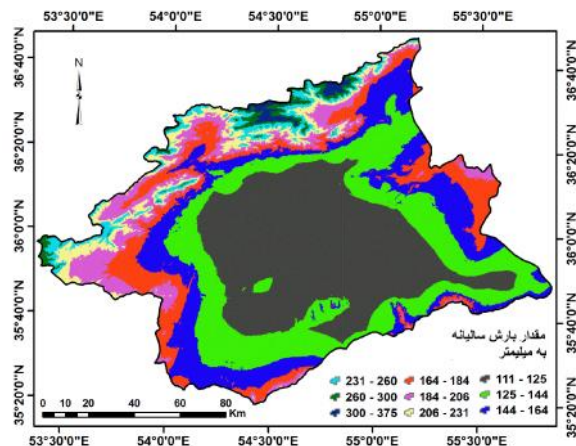 53°30'0"E 54°0'0"E 54°30'0"E 55°0'0"E 55°30'0"E
N
36°40'0"N 36°40'0"N
36°20'0"N 36°20'0"N
36°0'0"N 36°0'0"N
35°40'0"N 35°40'0"N
35°20'0"N 35°20'0"N
مقدار بارش سالیانه
به میلیمتر
231 - 260 164 - 184 111 - 125
260 - 300 184 - 206 125 - 144
300 - 375 206 - 231 144 - 164
0 10 20 40 60 80
Km
53°30'0"E 54°0'0"E 54°30'0"E 55°0'0"E 55°30'0"E